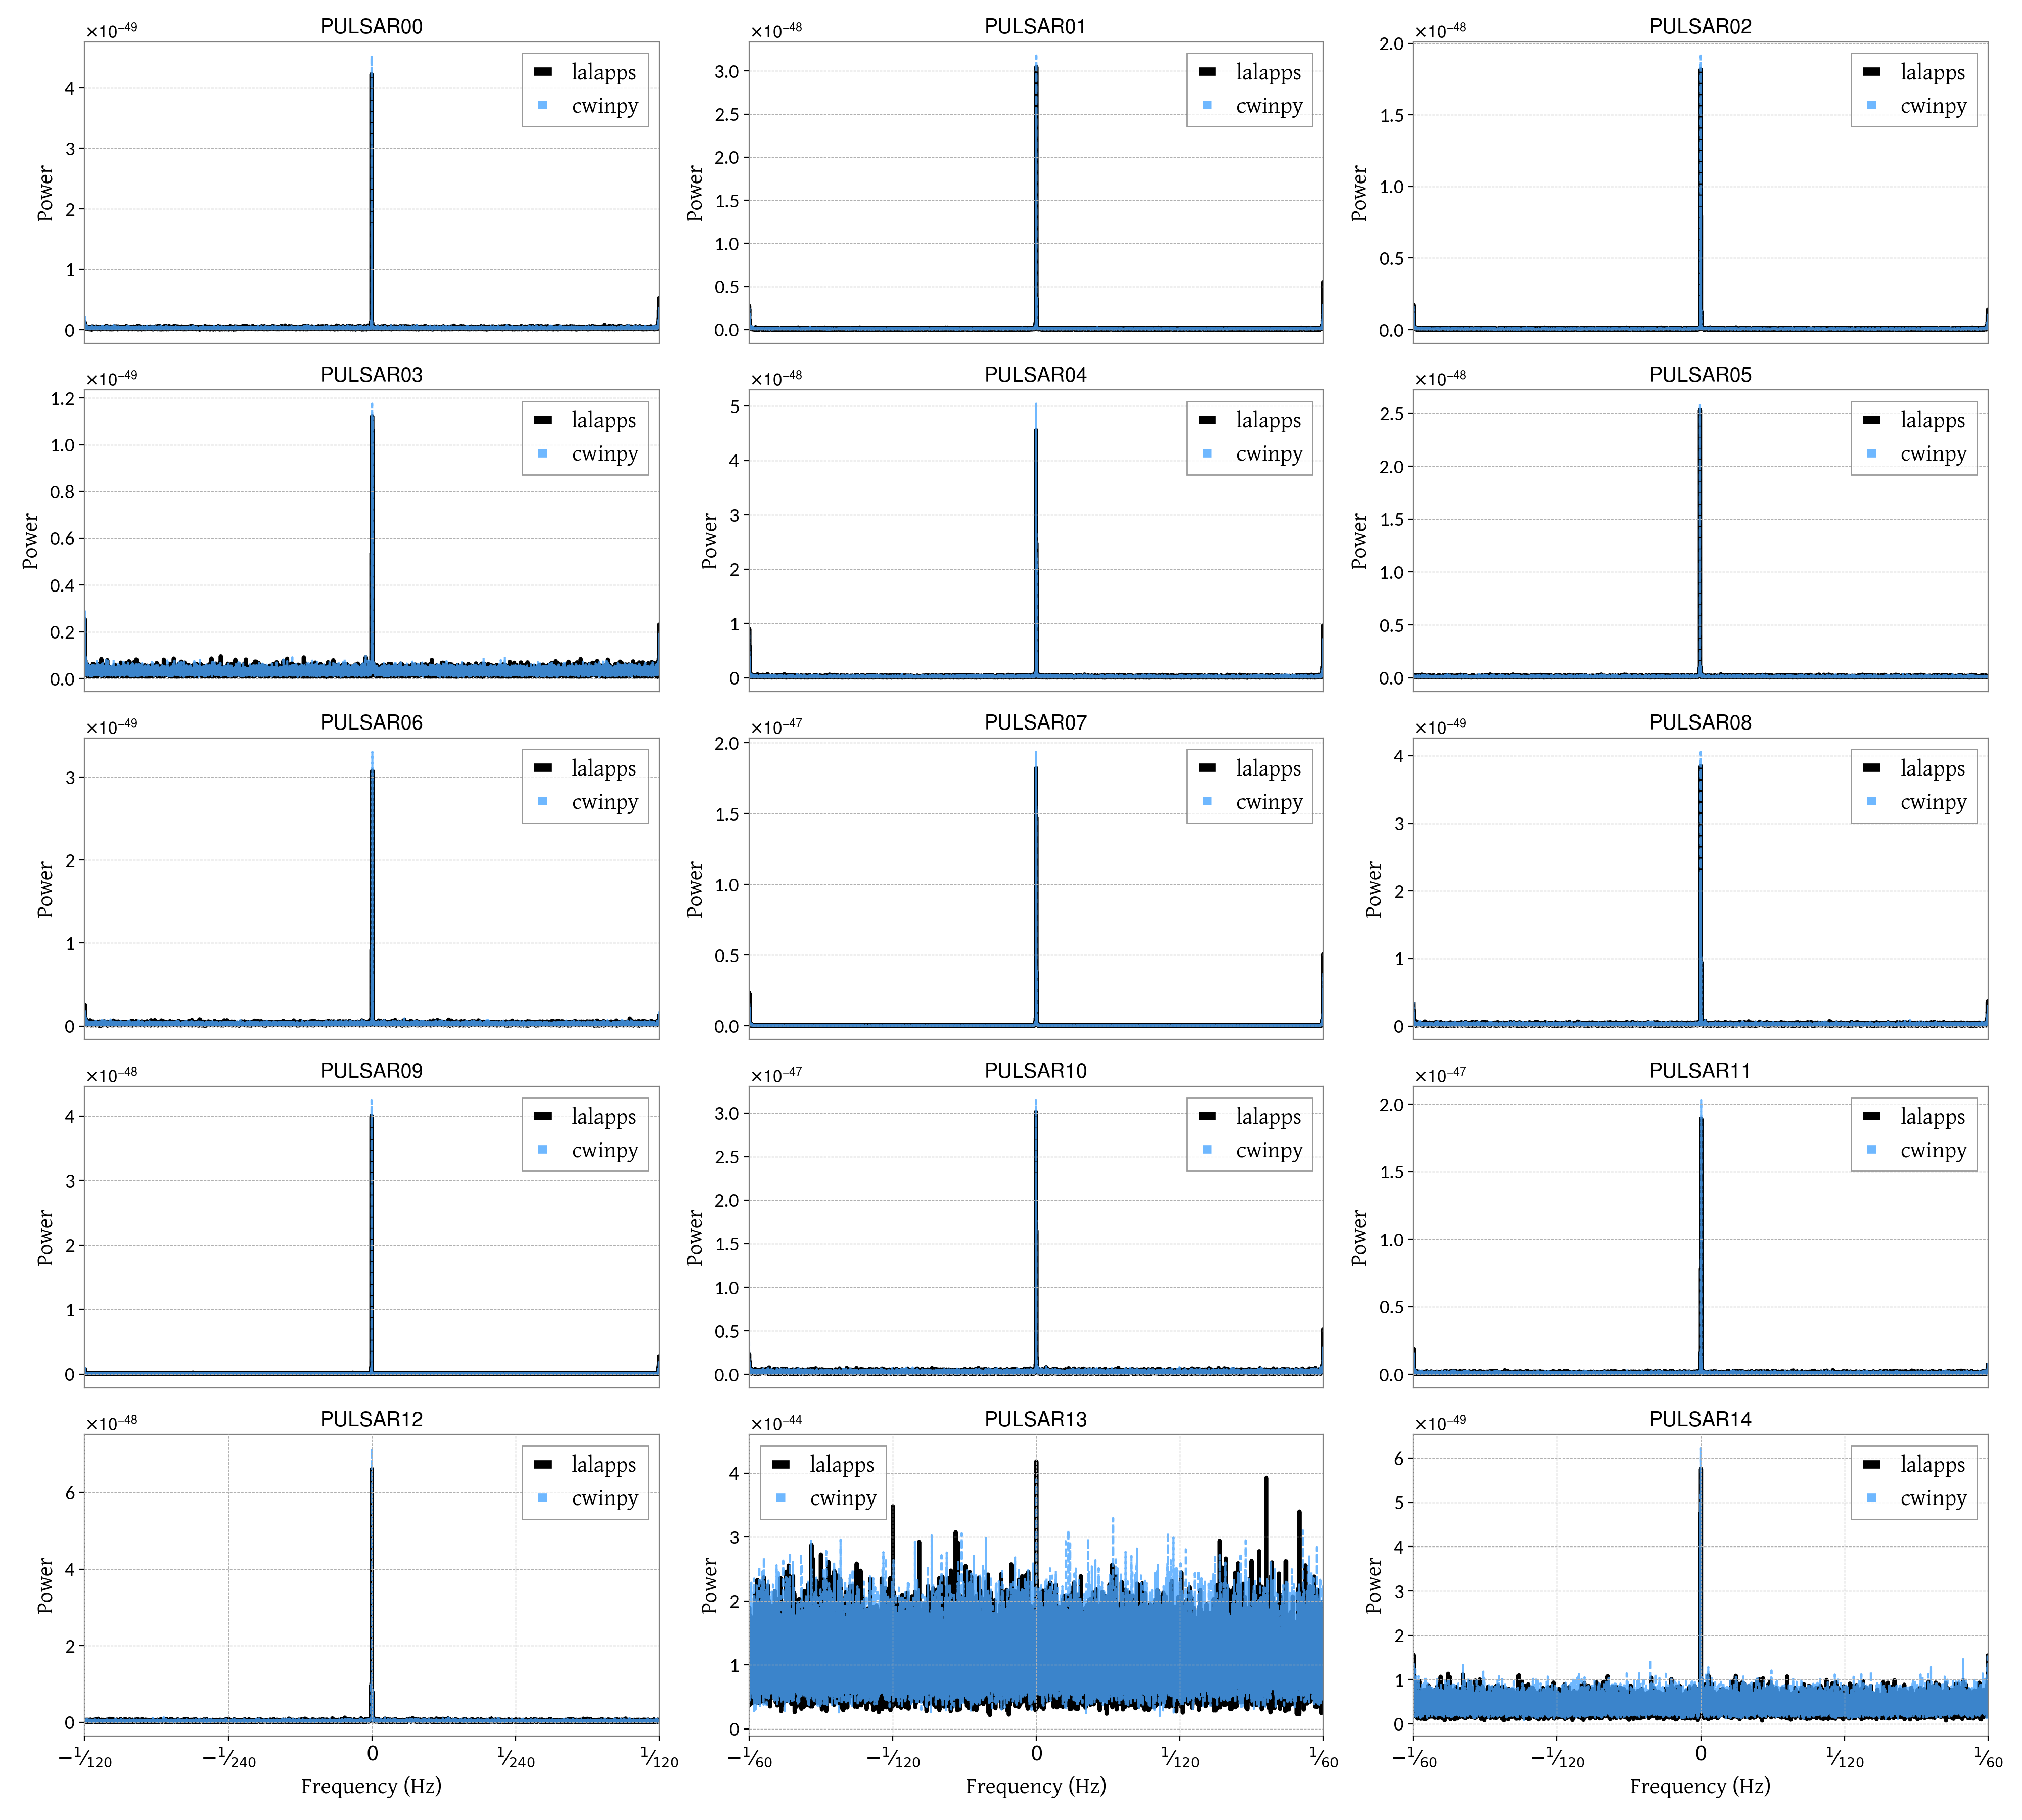 PULSAR00
×10⁻⁴⁹
Power
4
3
2
1
0
lalapps
cwinpy
PULSAR01
×10⁻⁴⁸
Power
3.0
2.5
2.0
1.5
1.0
0.5
0.0
lalapps
cwinpy
PULSAR02
×10⁻⁴⁸
Power
2.0
1.5
1.0
0.5
0.0
lalapps
cwinpy
PULSAR03
×10⁻⁴⁹
Power
1.2
1.0
0.8
0.6
0.4
0.2
0.0
lalapps
cwinpy
PULSAR04
×10⁻⁴⁸
Power
5
4
3
2
1
0
lalapps
cwinpy
PULSAR05
×10⁻⁴⁸
Power
2.5
2.0
1.5
1.0
0.5
0.0
lalapps
cwinpy
PULSAR06
×10⁻⁴⁹
Power
3
2
1
0
lalapps
cwinpy
PULSAR07
×10⁻⁴⁷
Power
2.0
1.5
1.0
0.5
0.0
lalapps
cwinpy
PULSAR08
×10⁻⁴⁹
Power
4
3
2
1
0
lalapps
cwinpy
PULSAR09
×10⁻⁴⁸
Power
4
3
2
1
0
lalapps
cwinpy
PULSAR10
×10⁻⁴⁷
Power
3.0
2.5
2.0
1.5
1.0
0.5
0.0
lalapps
cwinpy
PULSAR11
×10⁻⁴⁷
Power
2.0
1.5
1.0
0.5
0.0
lalapps
cwinpy
PULSAR12
×10⁻⁴⁸
Power
6
4
2
0
lalapps
cwinpy
−¹⁄₁₂₀ −¹⁄₂₄₀ 0 ¹⁄₂₄₀ ¹⁄₁₂₀
Frequency (Hz)
PULSAR13
×10⁻⁴⁴
Power
4
3
2
1
0
lalapps
cwinpy
−¹⁄₆₀ −¹⁄₁₂₀ 0 ¹⁄₁₂₀ ¹⁄₆₀
Frequency (Hz)
PULSAR14
×10⁻⁴⁹
Power
6
5
4
3
2
1
0
lalapps
cwinpy
−¹⁄₆₀ −¹⁄₁₂₀ 0 ¹⁄₁₂₀ ¹⁄₆₀
Frequency (Hz)